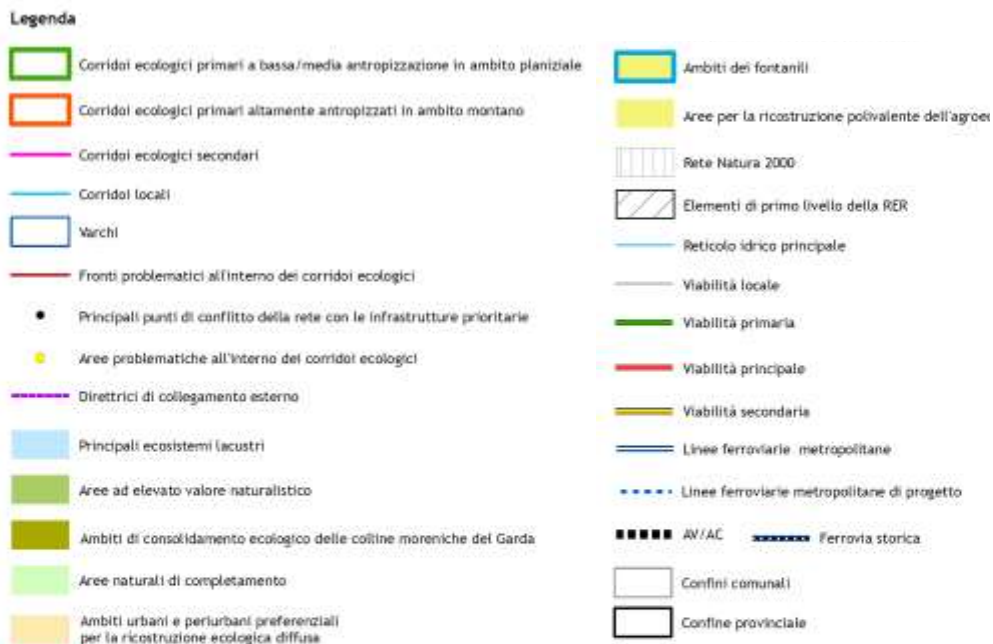 Legenda
Corridoi ecologici primari a bassa/media antropizzazione in ambito planiziale
Corridoi ecologici primari altamente antropizzati in ambito montano
Corridoi ecologici secondari
Corridoi locali
Varchi
Fronti problematici all'interno dei corridoi ecologici
Principali punti di conflitto della rete con le infrastrutture prioritarie
Aree problematiche all'interno dei corridoi ecologici
Direttrici di collegamento esterno
Principali ecosistemi lacustri
Aree ad elevato valore naturalistico
Ambiti di consolidamento ecologico delle colline moreniche del Garda
Aree naturali di completamento
Ambiti urbani e periurbani preferenziali
per la ricostruzione ecologica diffusa
Ambiti dei fontanili
Aree per la ricostruzione polivalente dell'agroec
Rete Natura 2000
Elementi di primo livello della RER
Reticolo idrico principale
Viabilità locale
Viabilità primaria
Viabilità principale
Viabilità secondaria
Linee ferroviarie metropolitane
Linee ferroviarie metropolitane di progetto
AV/AC Ferrovia storica
Confini comunali
Confine provinciale